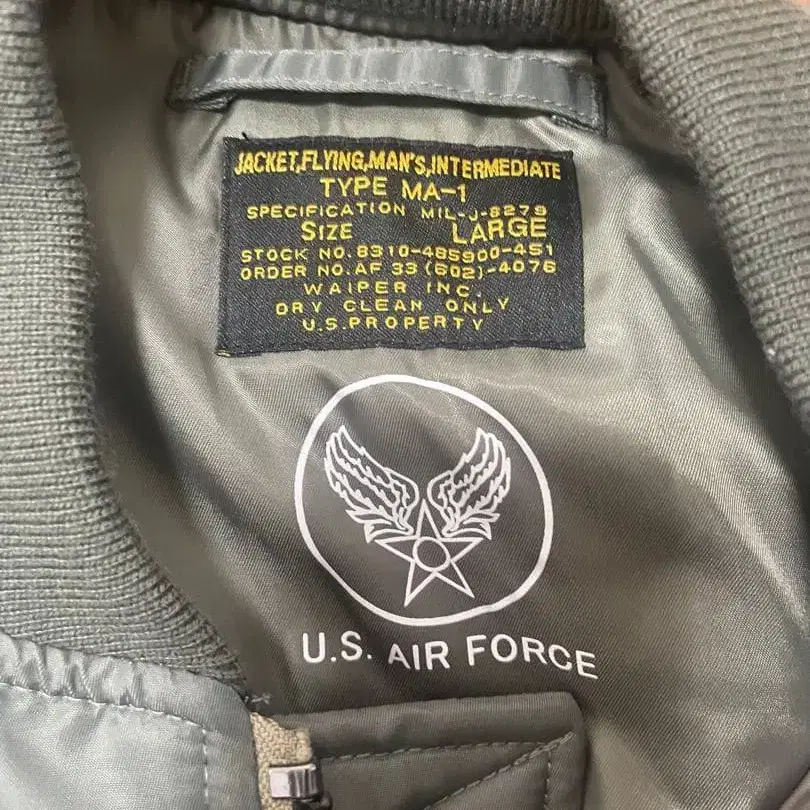 JACKET,FLYING,MAN'S,INTERMEDIATE
TYPE MA-1
SPECIFICATION MIL-J-8279
SIZE LARGE
STOCK NO. 8310-485900-451
ORDER NO. AF 33 (602)-4076
WAIPER INC.
DRY CLEAN ONLY
U.S. PROPERTY
U.S. AIR FORCE